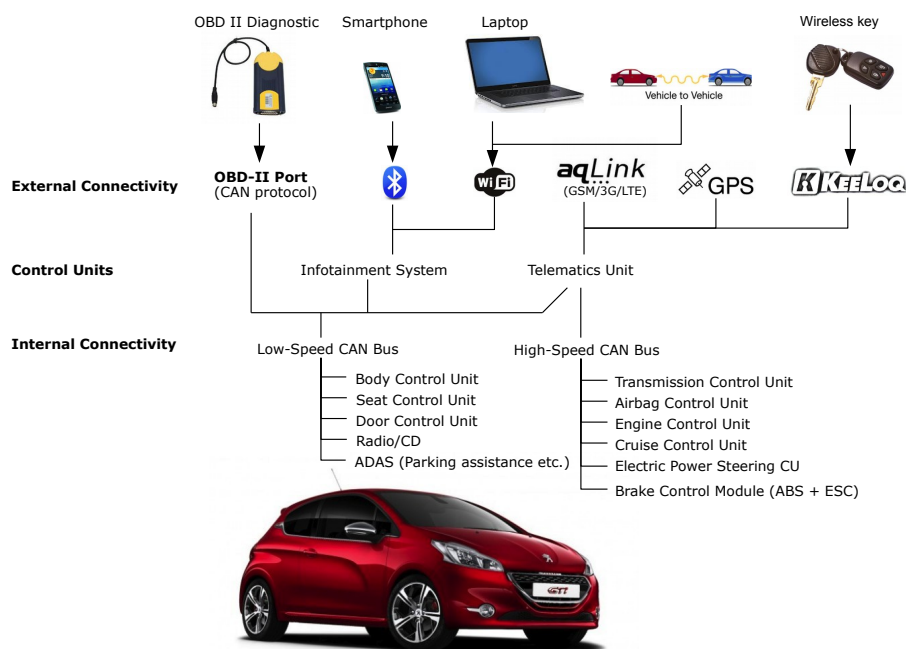 OBD II Diagnostic
Smartphone
Laptop
Wireless key
Vehicle to Vehicle
External Connectivity
OBD-II Port
(CAN protocol)
WiFi
aqLink
(GSM/3G/LTE)
GPS
KEELOQ
Control Units
Infotainment System
Telematics Unit
Internal Connectivity
Low-Speed CAN Bus
High-Speed CAN Bus
Body Control Unit
Seat Control Unit
Door Control Unit
Radio/CD
ADAS (Parking assistance etc.)
Transmission Control Unit
Airbag Control Unit
Engine Control Unit
Cruise Control Unit
Electric Power Steering CU
Brake Control Module (ABS + ESC)
GTi